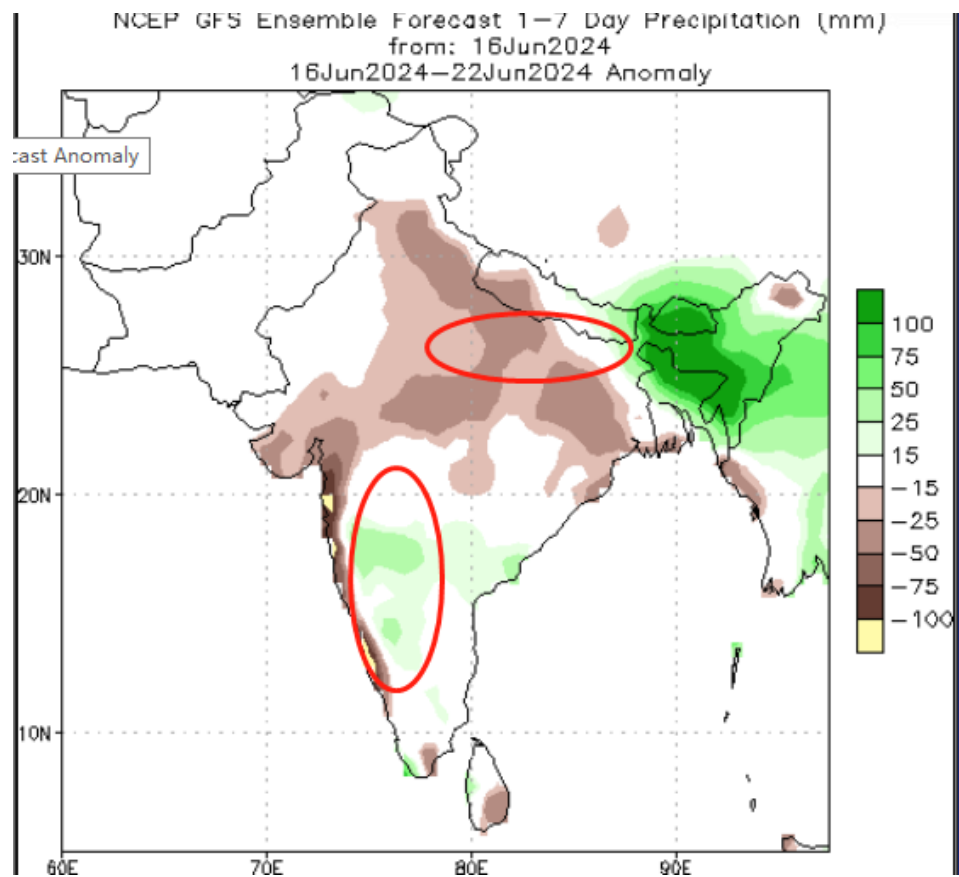 NCEP GFS Ensemble Forecast 1-7 Day Precipitation (mm)
from: 16Jun2024
16Jun2024-22Jun2024 Anomaly
cast Anomaly
30N
20N
10N
60E
70E
80E
90E
100
75
50
25
15
-15
-25
-50
-75
-100